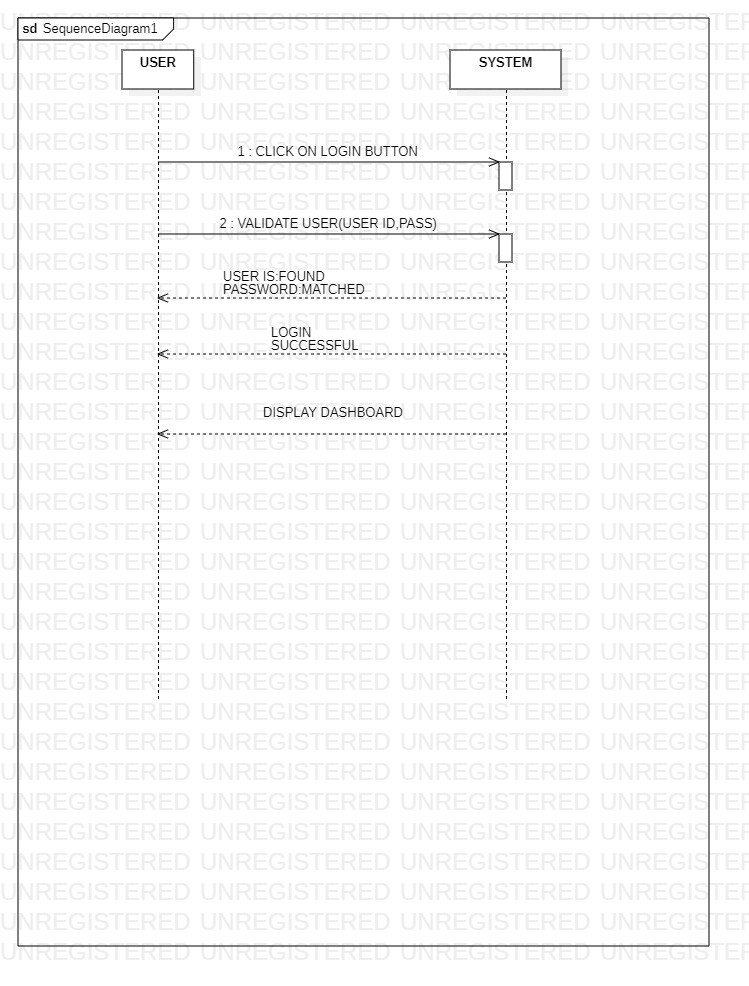 sd SequenceDiagram1
USER
SYSTEM
1 : CLICK ON LOGIN BUTTON
2 : VALIDATE USER(USER ID,PASS)
USER IS:FOUND
PASSWORD:MATCHED
LOGIN
SUCCESSFUL
DISPLAY DASHBOARD
UNREGISTERED